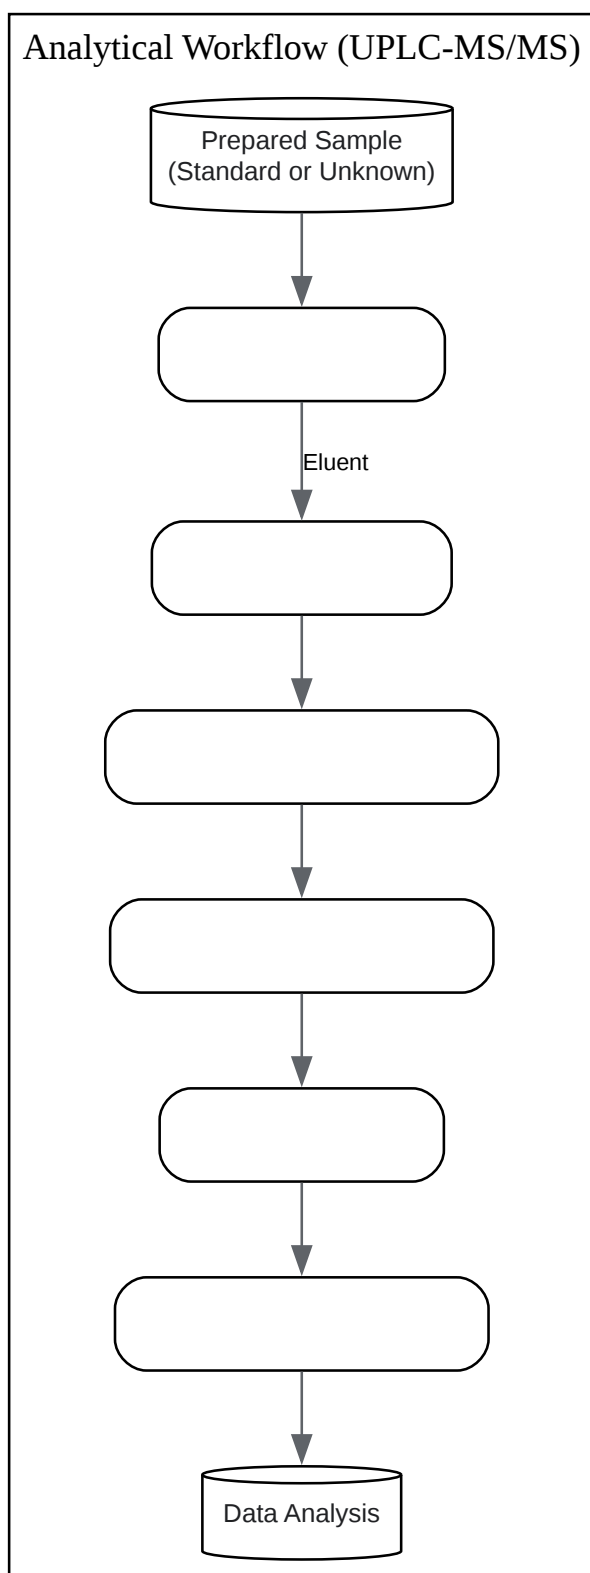 Analytical Workflow (UPLC-MS/MS)
Prepared Sample
(Standard or Unknown)
Eluent
Data Analysis